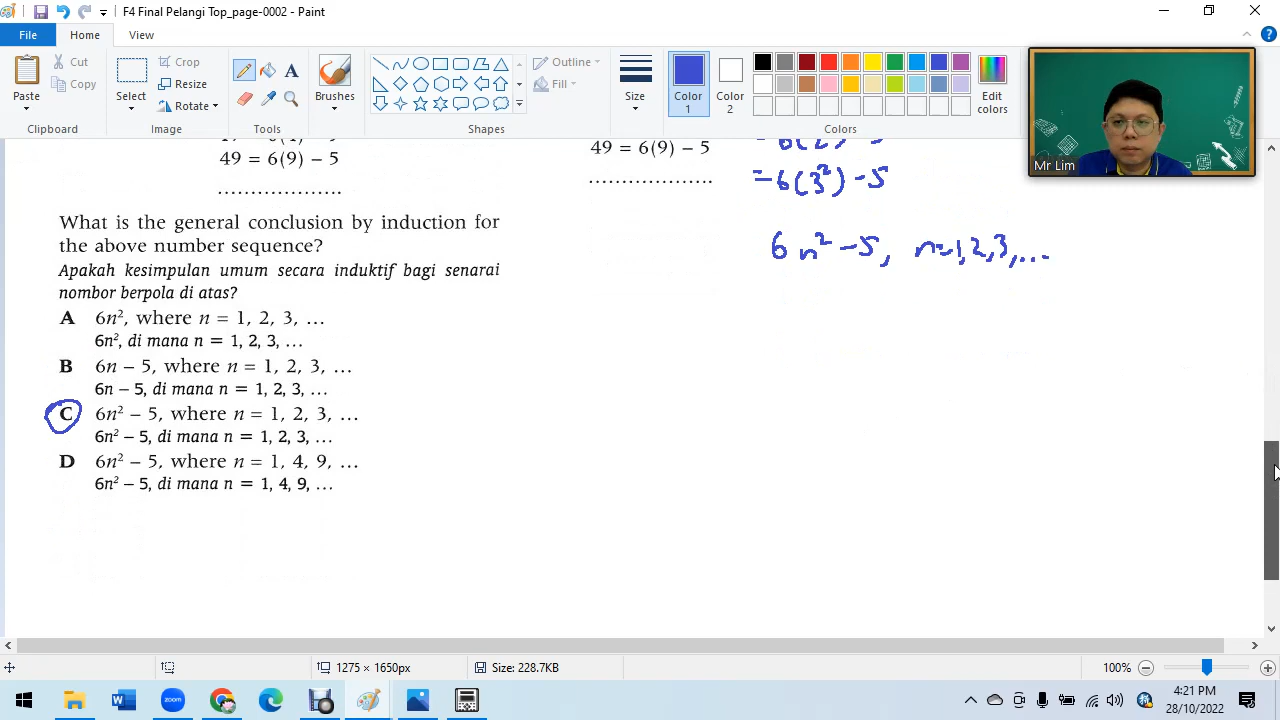 F4 Final Pelangi Top_page-0002 - Paint
File Home View
Paste
Cut
Copy
Clipboard
Select
Crop
Resize
Rotate
Image
A
Tools
Brushes
Outline
Fill
Shapes
Size
Color 1
Color 2
Edit colors
Colors
Mr Lim
49 = 6(9) − 5
.....................
49 = 6(9) − 5
.....................
= 6(3²) − 5
6n² − 5, n=1,2,3,...
What is the general conclusion by induction for
the above number sequence?
Apakah kesimpulan umum secara induktif bagi senarai
nombor berpola di atas?
A 6n², where n = 1, 2, 3, …
6n², di mana n = 1, 2, 3, …
B 6n − 5, where n = 1, 2, 3, …
6n − 5, di mana n = 1, 2, 3, …
C 6n² − 5, where n = 1, 2, 3, …
6n² − 5, di mana n = 1, 2, 3, …
D 6n² − 5, where n = 1, 4, 9, …
6n² − 5, di mana n = 1, 4, 9, …
1275 × 1650px
Size: 228.7KB
100%
zoom
4:21 PM
28/10/2022